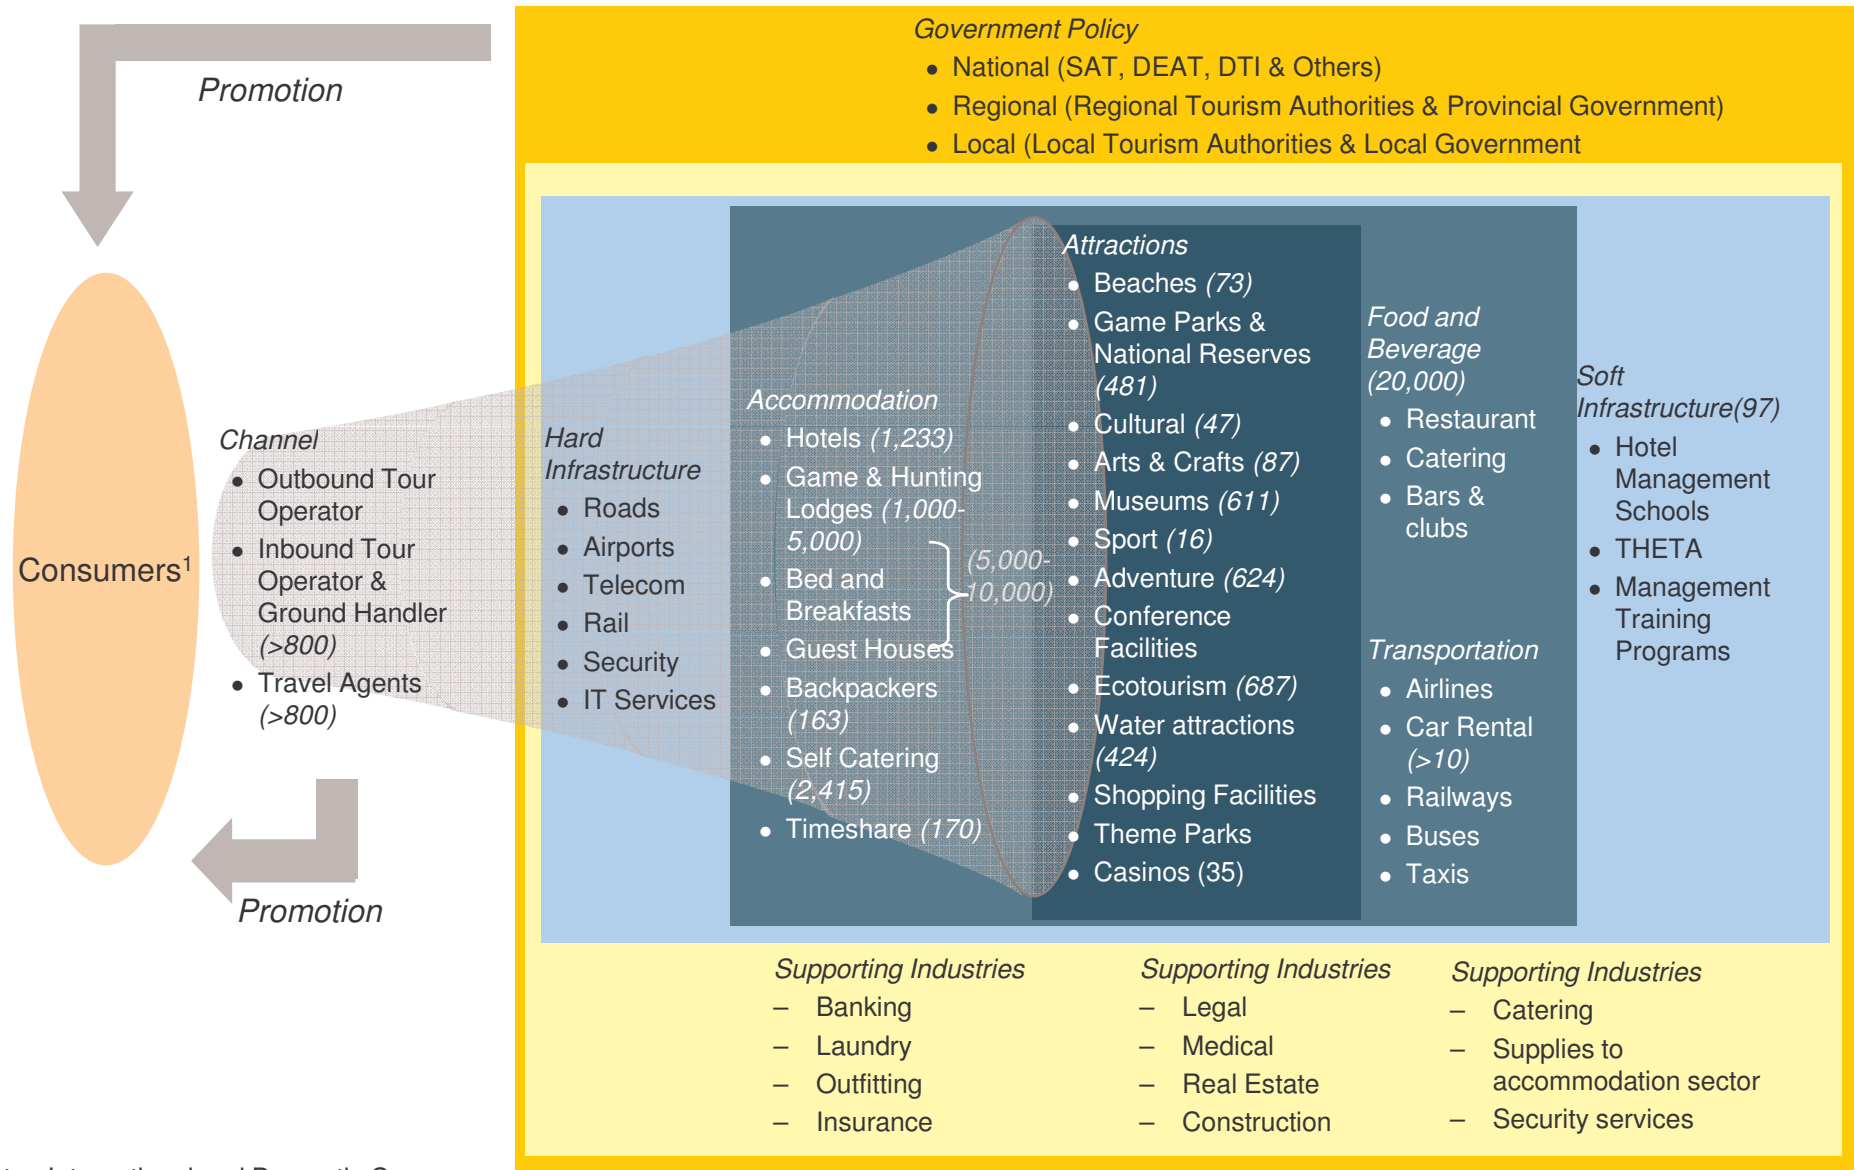 Promotion
Government Policy
● National (SAT, DEAT, DTI & Others)
● Regional (Regional Tourism Authorities & Provincial Government)
● Local (Local Tourism Authorities & Local Government
Consumers¹
Channel
● Outbound Tour
Operator
● Inbound Tour
Operator &
Ground Handler
(>800)
● Travel Agents
(>800)
Promotion
Hard
Infrastructure
● Roads
● Airports
● Telecom
● Rail
● Security
● IT Services
Accommodation
● Hotels (1,233)
● Game & Hunting
Lodges (1,000-
5,000)
● Bed and
Breakfasts
● Guest Houses
(5,000-
10,000)
● Backpackers
(163)
● Self Catering
(2,415)
● Timeshare (170)
Attractions
● Beaches (73)
● Game Parks &
National Reserves
(481)
● Cultural (47)
● Arts & Crafts (87)
● Museums (611)
● Sport (16)
● Adventure (624)
● Conference
Facilities
● Ecotourism (687)
● Water attractions
(424)
● Shopping Facilities
● Theme Parks
● Casinos (35)
Food and
Beverage
(20,000)
● Restaurant
● Catering
● Bars &
clubs
Transportation
● Airlines
● Car Rental
(>10)
● Railways
● Buses
● Taxis
Soft
Infrastructure(97)
● Hotel
Management
Schools
● THETA
● Management
Training
Programs
Supporting Industries
– Banking
– Laundry
– Outfitting
– Insurance
Supporting Industries
– Legal
– Medical
– Real Estate
– Construction
Supporting Industries
– Catering
– Supplies to
accommodation sector
– Security services